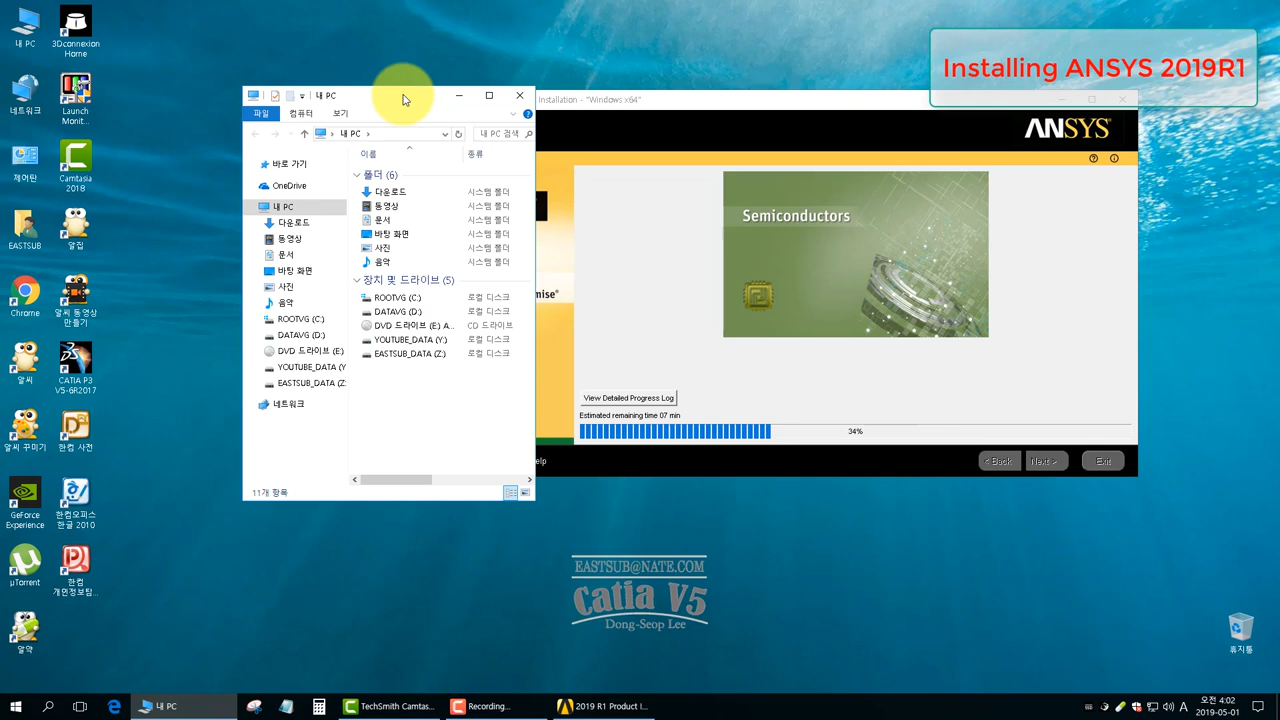 내 PC
3Dconnexion
Home
네트워크
Launch
Monit...
제어판
Camtasia
2018
EASTSUB
알집
Chrome
알씨 동영상
만들기
알씨
CATIA P3
V5-6R2017
알씨 꾸미기
한컴 사전
GeForce
Experience
한컴오피스
한글 2010
µTorrent
한컴
개인정보탐...
알약
휴지통
Installing ANSYS 2019R1
내 PC
파일
컴퓨터
보기
내 PC
내 PC 검색
바로 가기
OneDrive
내 PC
다운로드
동영상
문서
바탕 화면
사진
음악
ROOTVG (C:)
DATAVG (D:)
DVD 드라이브 (E:)
YOUTUBE_DATA (Y
EASTSUB_DATA (Z:
네트워크
이름
종류
폴더 (6)
다운로드
시스템 폴더
동영상
시스템 폴더
문서
시스템 폴더
바탕 화면
시스템 폴더
사진
시스템 폴더
음악
시스템 폴더
장치 및 드라이브 (5)
ROOTVG (C:)
로컬 디스크
DATAVG (D:)
로컬 디스크
DVD 드라이브 (E:) A...
CD 드라이브
YOUTUBE_DATA (Y:)
로컬 디스크
EASTSUB_DATA (Z:)
로컬 디스크
11개 항목
Installation - "Windows x64"
ANSYS
mise®
Semiconductors
View Detailed Progress Log
Estimated remaining time 07 min
34%
elp
< Back
Next >
Exit
EASTSUB@NATE.COM
Catia V5
Dong-Seop Lee
내 PC
TechSmith Camtas...
Recording...
2019 R1 Product I...
A
오전 4:02
2019-05-01